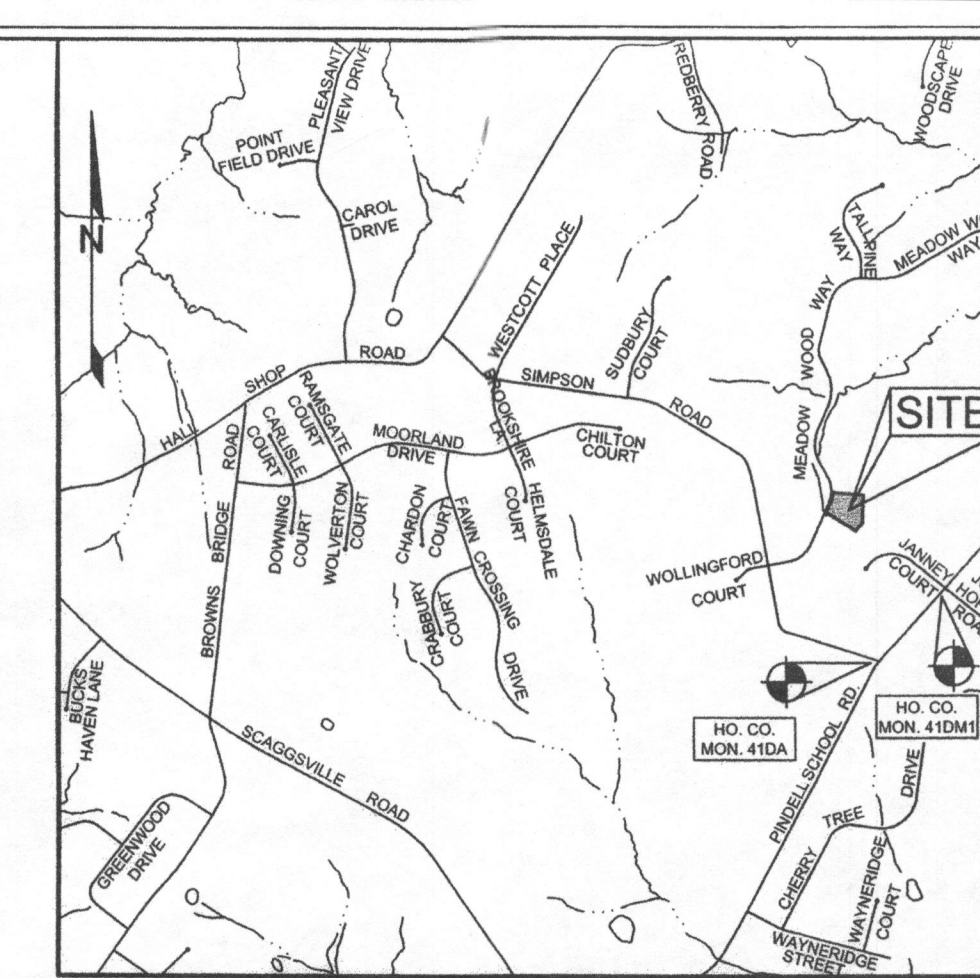 PLEASANT
VIEW DRIVE
POINT
FIELD DRIVE
CAROL
DRIVE
N
REDBERRY ROAD
WOODSCAPE
DRIVE
TALL PINE
WAY
MEADOW W
WAY
WESTCOTT PLACE
SUDBURY
COURT
MEADOW WOOD WAY
SITE
HALL SHOP ROAD
SIMPSON ROAD
BROOKSHIRE
LA.
RAMSGATE
COURT
CARLISLE
COURT
MOORLAND
DRIVE
CHILTON
COURT
BROWNS BRIDGE ROAD
DOWNING
COURT
WOLVERTON
COURT
CHARDON
COURT
FAWN CROSSING DRIVE
HELMSDALE
COURT
CRABBURY
COURT
WOLLINGFORD
COURT
JANNEY
COURT
HO. CO.
MON. 41DA
HO. CO.
MON. 41DM1
BUCKS
HAVEN LANE
SCAGGSVILLE ROAD
GREENWOOD
DRIVE
PINDELL SCHOOL RD.
CHERRY TREE DRIVE
WAYNERIDGE
COURT
WAYNERIDGE
STREET